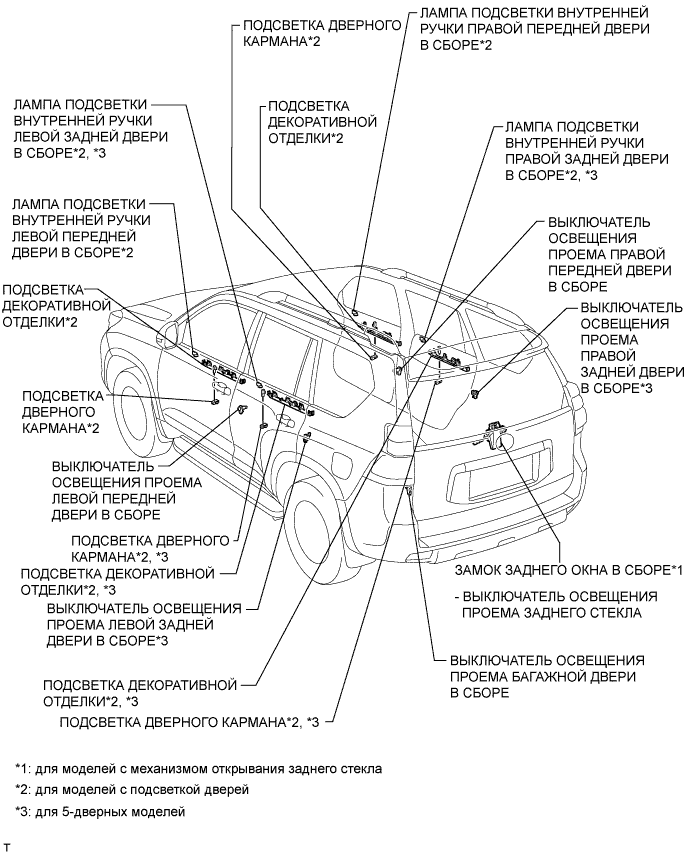 ПОДСВЕТКА ДВЕРНОГО
КАРМАНА*2
ЛАМПА ПОДСВЕТКИ ВНУТРЕННЕЙ
РУЧКИ ПРАВОЙ ПЕРЕДНЕЙ ДВЕРИ
В СБОРЕ*2
ЛАМПА ПОДСВЕТКИ
ВНУТРЕННЕЙ РУЧКИ
ЛЕВОЙ ЗАДНЕЙ ДВЕРИ
В СБОРЕ*2, *3
ПОДСВЕТКА
ДЕКОРАТИВНОЙ
ОТДЕЛКИ*2
ЛАМПА ПОДСВЕТКИ
ВНУТРЕННЕЙ РУЧКИ
ПРАВОЙ ЗАДНЕЙ ДВЕРИ
В СБОРЕ*2, *3
ЛАМПА ПОДСВЕТКИ
ВНУТРЕННЕЙ РУЧКИ
ЛЕВОЙ ПЕРЕДНЕЙ
ДВЕРИ В СБОРЕ*2
ВЫКЛЮЧАТЕЛЬ
ОСВЕЩЕНИЯ
ПРОЕМА ПРАВОЙ
ПЕРЕДНЕЙ ДВЕРИ
В СБОРЕ
ПОДСВЕТКА
ДЕКОРАТИВНОЙ
ОТДЕЛКИ*2
ВЫКЛЮЧАТЕЛЬ
ОСВЕЩЕНИЯ
ПРОЕМА
ПРАВОЙ
ЗАДНЕЙ ДВЕРИ
В СБОРЕ*3
ПОДСВЕТКА
ДВЕРНОГО
КАРМАНА*2
ВЫКЛЮЧАТЕЛЬ
ОСВЕЩЕНИЯ ПРОЕМА
ЛЕВОЙ ПЕРЕДНЕЙ
ДВЕРИ В СБОРЕ
ПОДСВЕТКА ДВЕРНОГО
КАРМАНА*2, *3
ПОДСВЕТКА ДЕКОРАТИВНОЙ
ОТДЕЛКИ*2, *3
ВЫКЛЮЧАТЕЛЬ ОСВЕЩЕНИЯ
ПРОЕМА ЛЕВОЙ ЗАДНЕЙ
ДВЕРИ В СБОРЕ*3
ЗАМОК ЗАДНЕГО ОКНА В СБОРЕ*1
- ВЫКЛЮЧАТЕЛЬ ОСВЕЩЕНИЯ
ПРОЕМА ЗАДНЕГО СТЕКЛА
ВЫКЛЮЧАТЕЛЬ ОСВЕЩЕНИЯ
ПРОЕМА БАГАЖНОЙ ДВЕРИ
В СБОРЕ
ПОДСВЕТКА ДЕКОРАТИВНОЙ
ОТДЕЛКИ*2, *3
ПОДСВЕТКА ДВЕРНОГО КАРМАНА*2, *3
*1: для моделей с механизмом открывания заднего стекла
*2: для моделей с подсветкой дверей
*3: для 5-дверных моделей
T